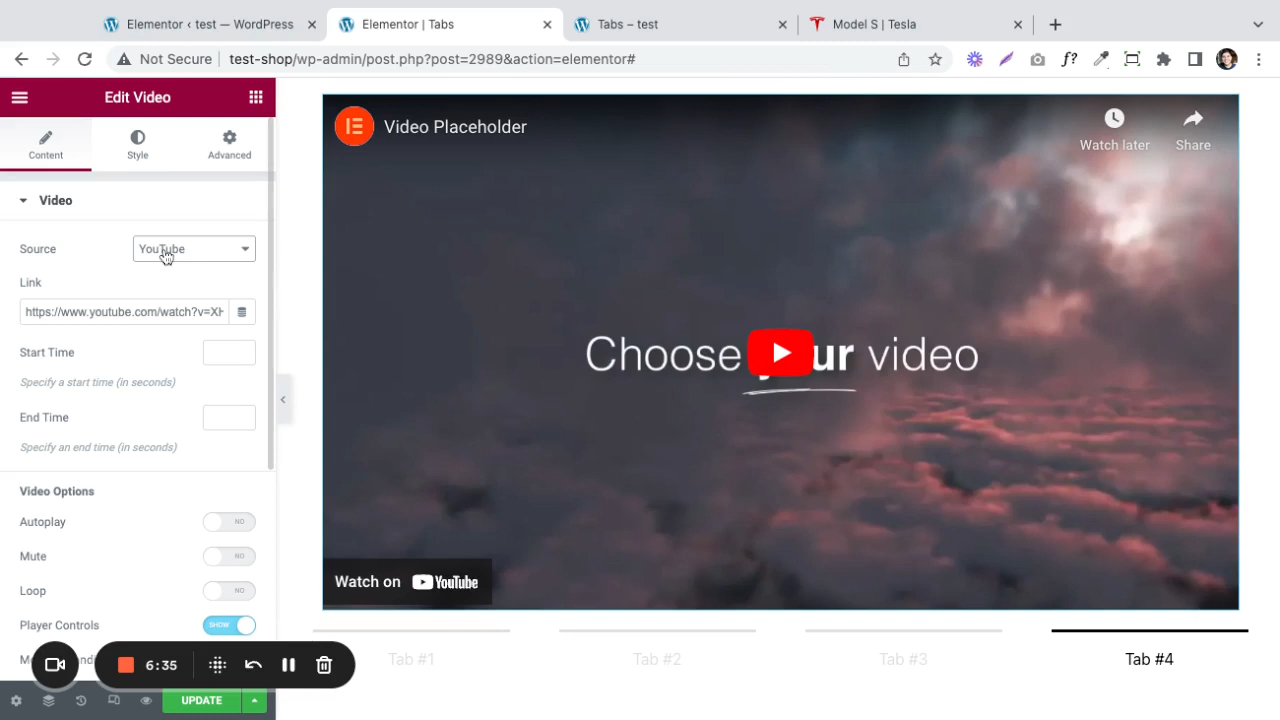 Elementor ‹ test — WordPress
Elementor | Tabs
Tabs – test
Model S | Tesla
Not Secure
test-shop/wp-admin/post.php?post=2989&action=elementor#
f?
Edit Video
Content
Style
Advanced
Video
Source
YouTube
Link
https://www.youtube.com/watch?v=XH
Start Time
Specify a start time (in seconds)
End Time
Specify an end time (in seconds)
Video Options
Autoplay
NO
Mute
NO
Loop
NO
Player Controls
SHOW
6:35
UPDATE
Video Placeholder
Watch later
Share
Choose your video
Watch on YouTube
Tab #1
Tab #2
Tab #3
Tab #4